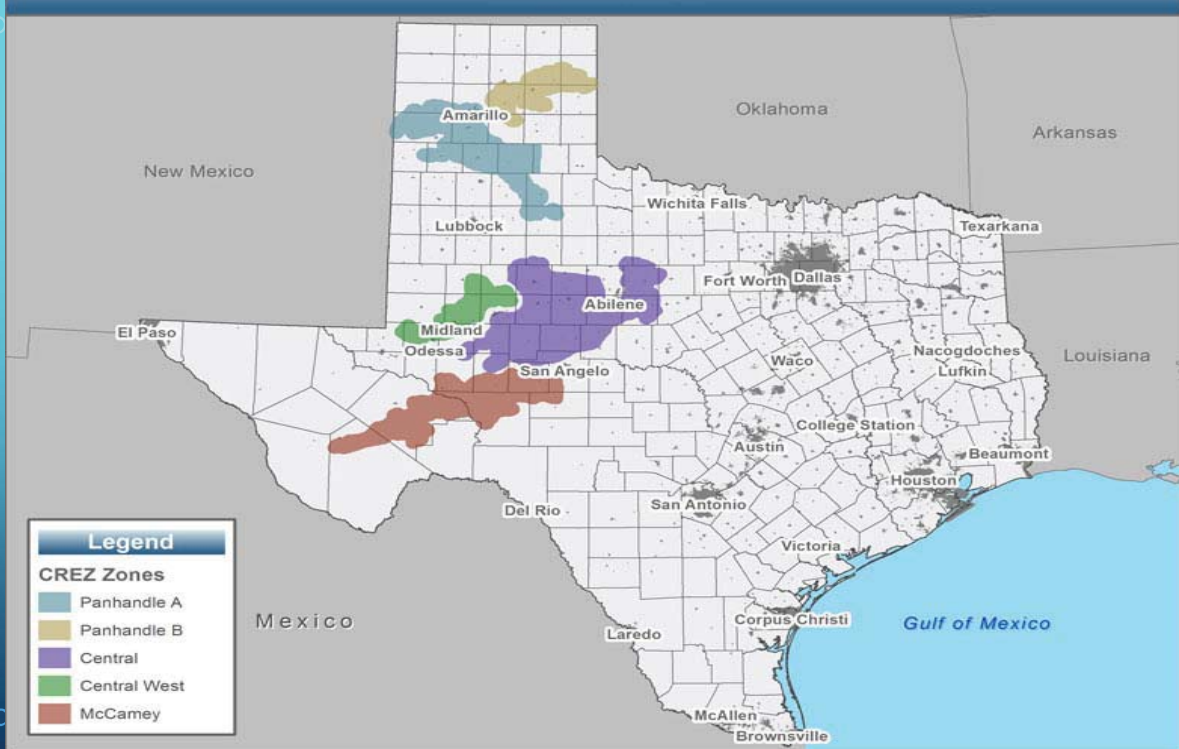 Oklahoma
Amarillo
Arkansas
New Mexico
Wichita Falls
Lubbock
Texarkana
Fort Worth
Dallas
Abilene
El Paso
Midland
Odessa
San Angelo
Waco
Nacogdoches
Lufkin
Louisiana
College Station
Austin
Beaumont
Houston
San Antonio
Del Rio
Victoria
Corpus Christi
Laredo
McAllen
Brownsville
Mexico
Gulf of Mexico
Legend
CREZ Zones
Panhandle A
Panhandle B
Central
Central West
McCamey